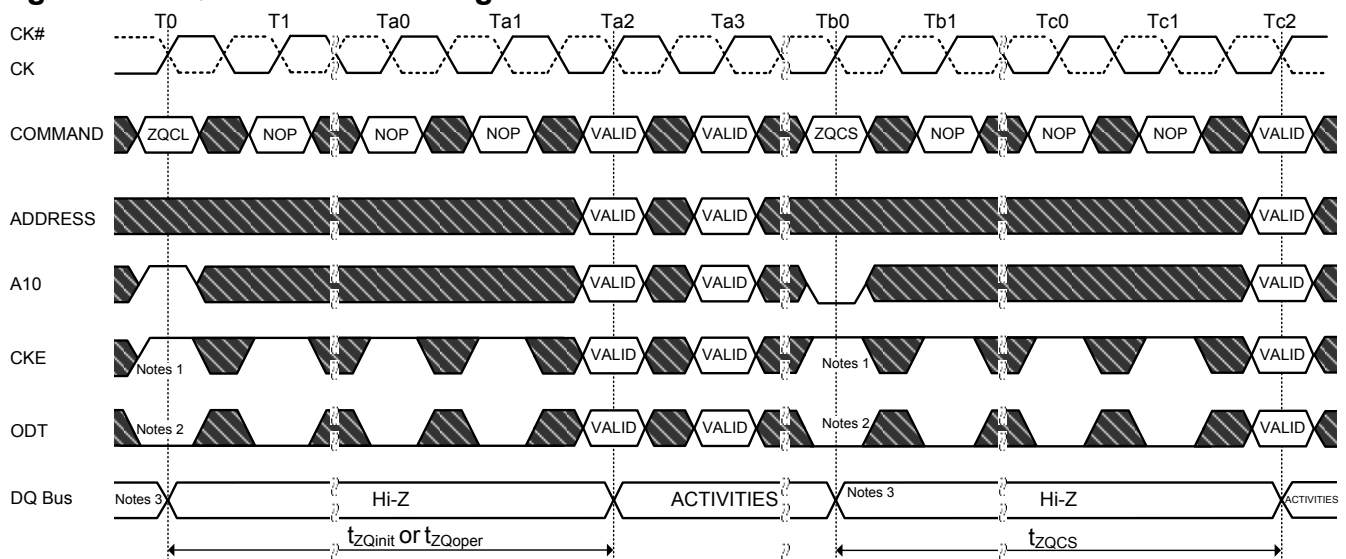 T0 T1 Ta0 Ta1 Ta2 Ta3 Tb0 Tb1 Tc0 Tc1 Tc2
CK#
CK
COMMAND ZQCL NOP NOP NOP VALID VALID ZQCS NOP NOP NOP VALID
ADDRESS VALID VALID VALID
A10 VALID VALID VALID
CKE Notes 1 VALID VALID Notes 1 VALID
ODT Notes 2 VALID VALID Notes 2 VALID
DQ Bus Notes 3 Hi-Z ACTIVITIES Notes 3 Hi-Z ACTIVITIES
tZQinit or tZQoper tZQCS